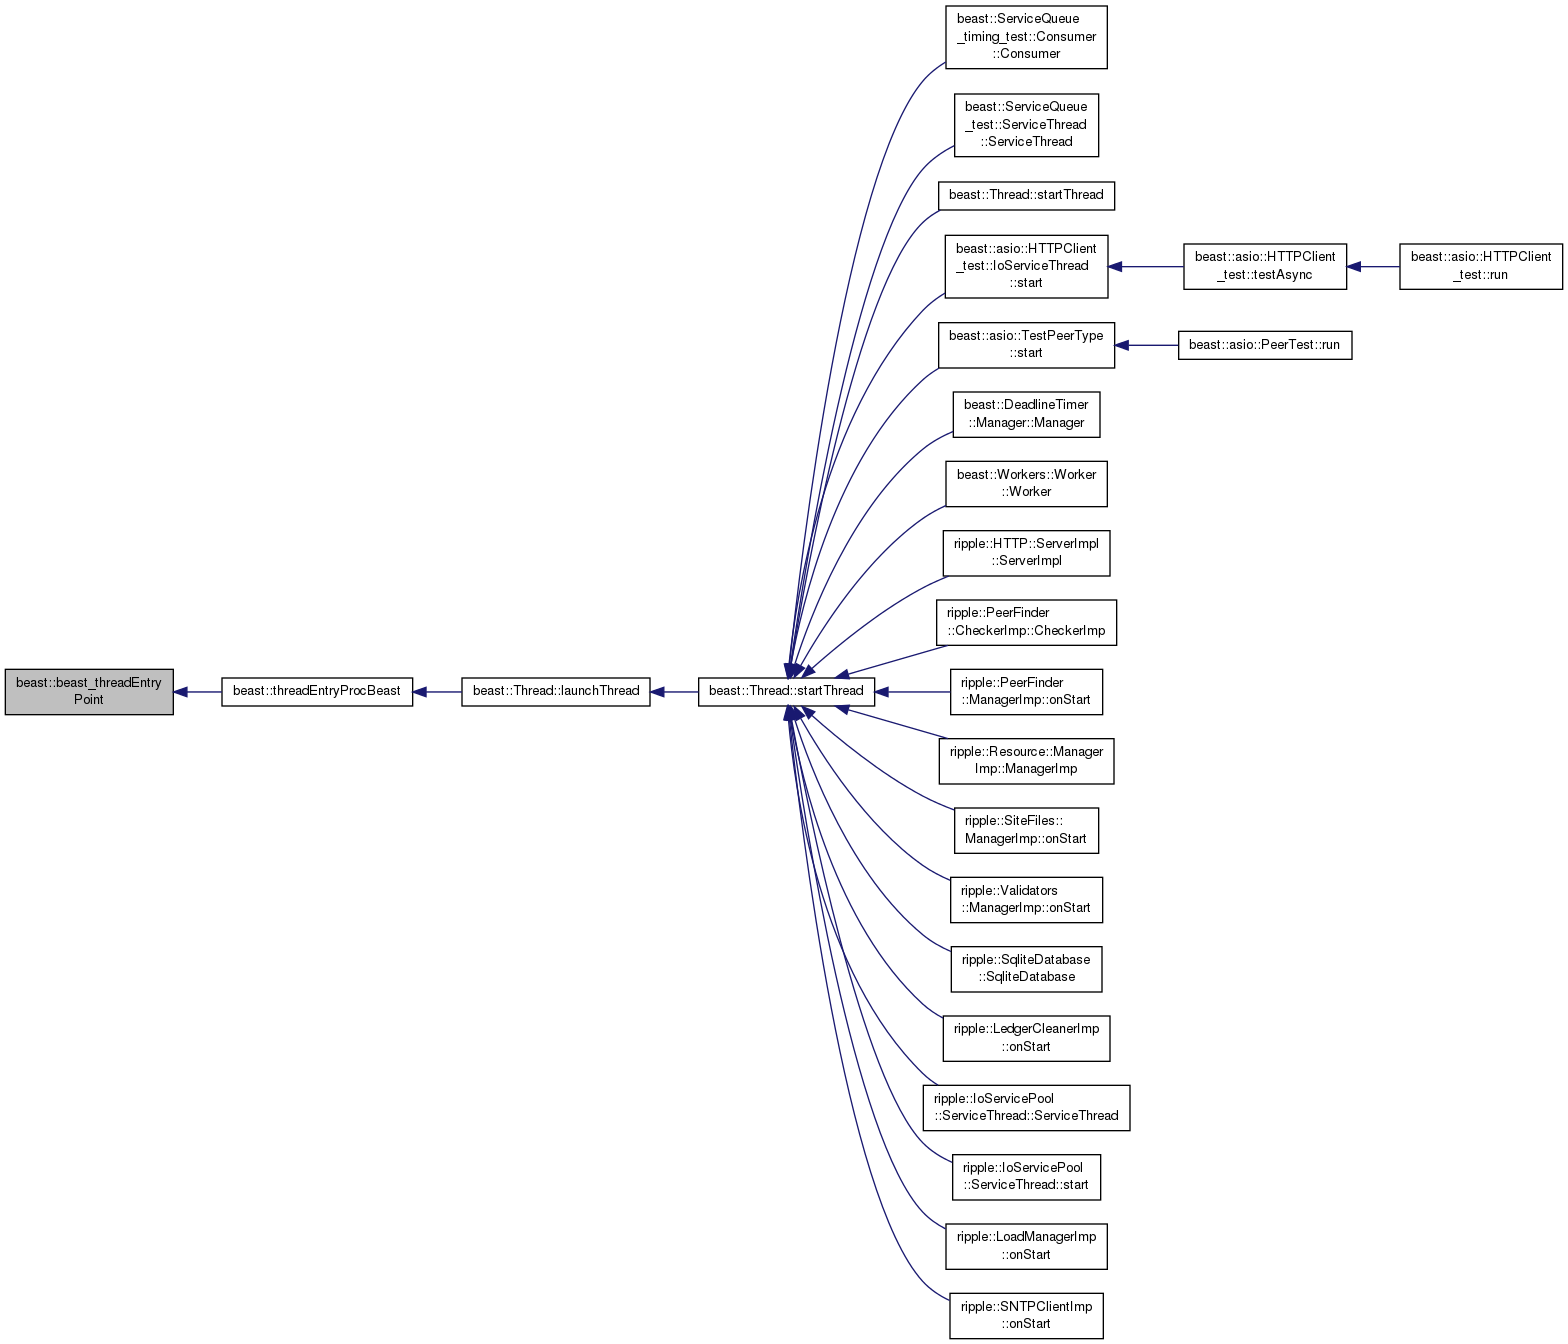 beast::beast_threadEntry
Point
beast::threadEntryProcBeast
beast::Thread::launchThread
beast::Thread::startThread
beast::ServiceQueue
_timing_test::Consumer
::Consumer
beast::ServiceQueue
_test::ServiceThread
::ServiceThread
beast::Thread::startThread
beast::asio::HTTPClient
_test::IoServiceThread
::start
beast::asio::HTTPClient
_test::testAsync
beast::asio::HTTPClient
_test::run
beast::asio::TestPeerType
::start
beast::asio::PeerTest::run
beast::DeadlineTimer
::Manager::Manager
beast::Workers::Worker
::Worker
ripple::HTTP::ServerImpl
::ServerImpl
ripple::PeerFinder
::CheckerImp::CheckerImp
ripple::PeerFinder
::ManagerImp::onStart
ripple::Resource::Manager
Imp::ManagerImp
ripple::SiteFiles::
ManagerImp::onStart
ripple::Validators
::ManagerImp::onStart
ripple::SqliteDatabase
::SqliteDatabase
ripple::LedgerCleanerImp
::onStart
ripple::IoServicePool
::ServiceThread::ServiceThread
ripple::IoServicePool
::ServiceThread::start
ripple::LoadManagerImp
::onStart
ripple::SNTPClientImp
::onStart